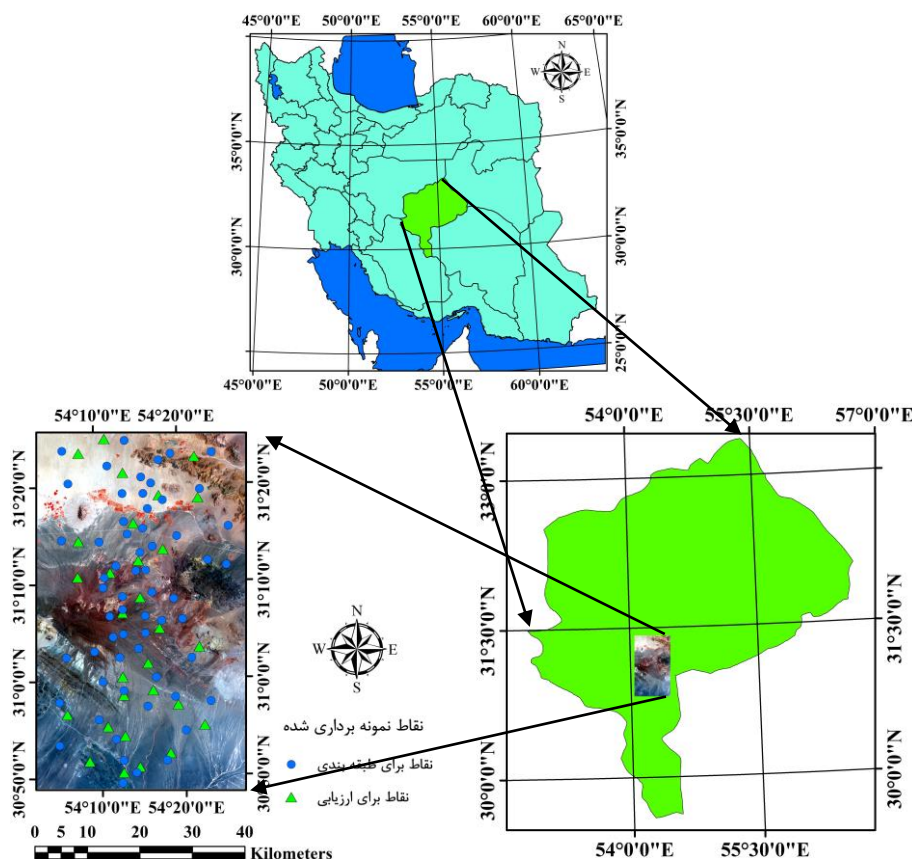 45°0'0"E 50°0'0"E 55°0'0"E 60°0'0"E 65°0'0"E
N
W E
S
35°0'0"N 35°0'0"N
30°0'0"N 30°0'0"N
25°0'0"N
45°0'0"E 50°0'0"E 55°0'0"E 60°0'0"E
54°10'0"E 54°20'0"E
31°20'0"N 31°20'0"N
31°10'0"N 31°10'0"N
31°0'0"N 31°0'0"N
30°50'0"N 30°50'0"N
54°10'0"E 54°20'0"E
0 5 10 20 30 40
Kilometers
N
W E
S
نقاط نمونه برداری شده
نقاط برای طبقه بندی
نقاط برای ارزیابی
54°0'0"E 55°30'0"E 57°0'0"E
33°0'0"N 33°0'0"N
31°30'0"N 31°30'0"N
30°0'0"N 30°0'0"N
54°0'0"E 55°30'0"E